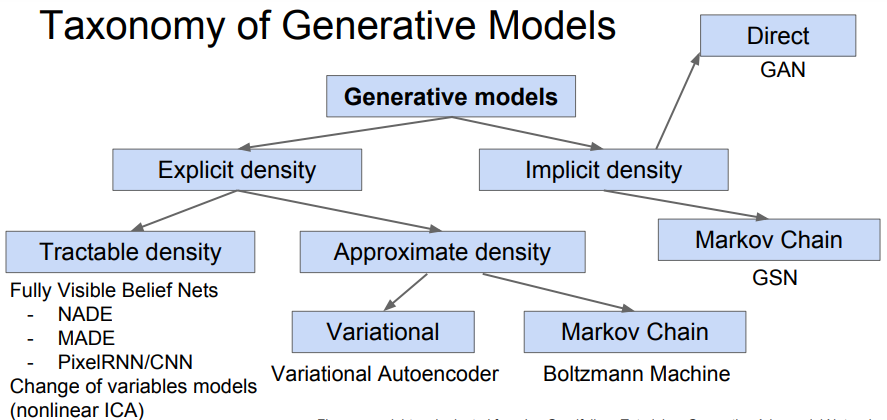 Taxonomy of Generative Models
Direct
GAN
Generative models
Explicit density
Implicit density
Tractable density
Approximate density
Markov Chain
GSN
Fully Visible Belief Nets
- NADE
- MADE
- PixelRNN/CNN
Change of variables models
(nonlinear ICA)
Variational
Markov Chain
Variational Autoencoder
Boltzmann Machine